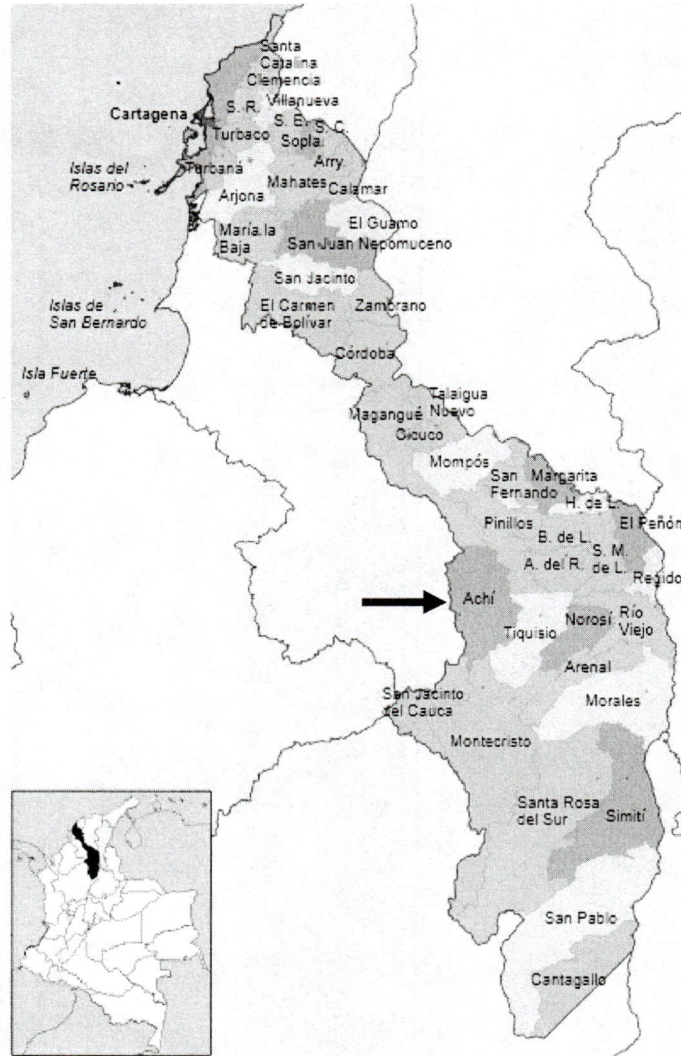 Santa
Catalina
Clemencia
S. R.
Villanueva
Cartagena
S. E.
S. C.
Turbaco
Sopla.
Arry.
Islas del
Rosario
Turbaná
Mahates
Calamar
Arjona
El Guamo
María la
Baja
San Juan Nepomuceno
San Jacinto
Islas de
San Bernardo
El Carmen
de Bolívar
Zamorano
Córdoba
Isla Fuerte
Talaigua
Nuevo
Magangué
Cicuco
Mompós
San
Fernando
Margarita
H. de L.
Pinillos
El Peñón
B. de L.
S. M.
de L.
A. del R.
Regido
Achí
Tiquisio
Norosí
Río
Viejo
Arenal
San Jacinto
del Cauca
Morales
Montecristo
Santa Rosa
del Sur
Simití
San Pablo
Cantagallo